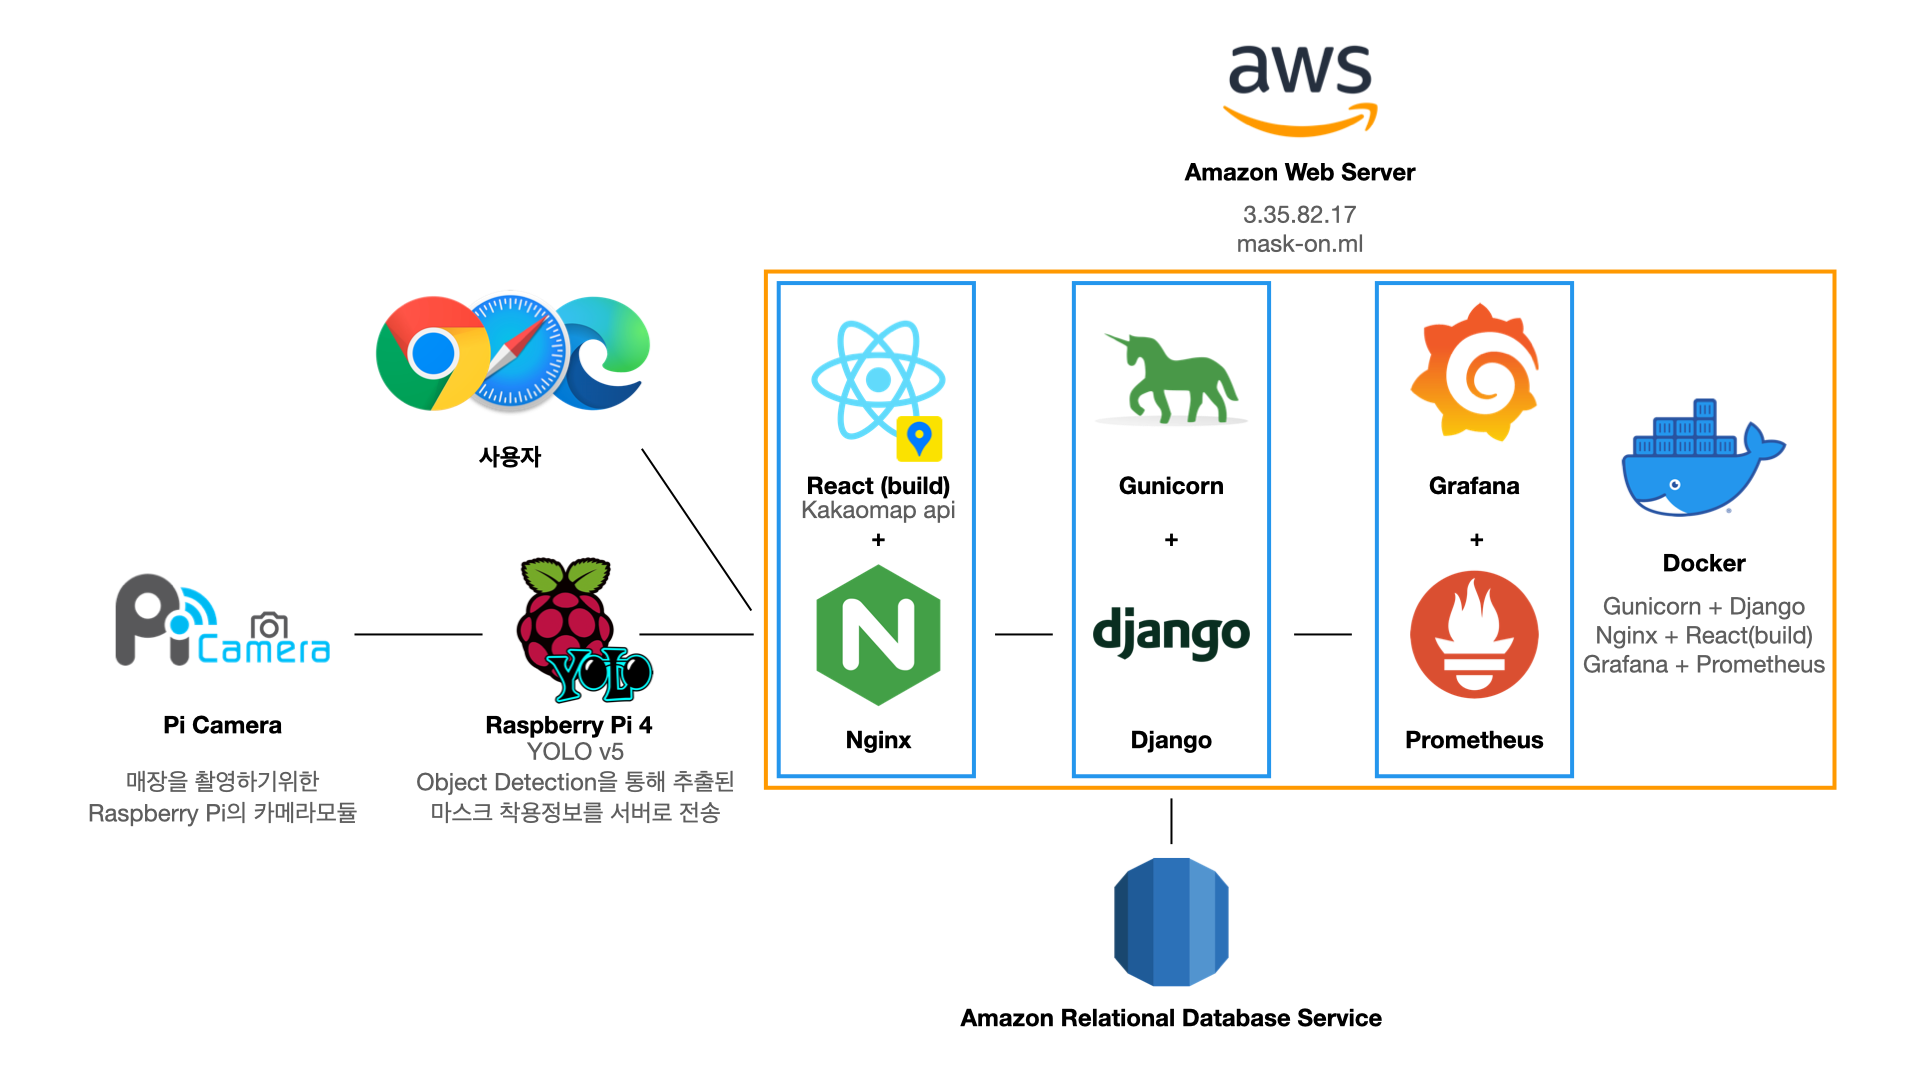 aws
Amazon Web Server
3.35.82.17
mask-on.ml
사용자
React (build)
Kakaomap api
+
N
Nginx
Gunicorn
+
django
Django
Grafana
+
Prometheus
Docker
Gunicorn + Django
Nginx + React(build)
Grafana + Prometheus
Pi Camera
Pi Camera
매장을 촬영하기위한
Raspberry Pi의 카메라모듈
YOLO
Raspberry Pi 4
YOLO v5
Object Detection을 통해 추출된
마스크 착용정보를 서버로 전송
Amazon Relational Database Service